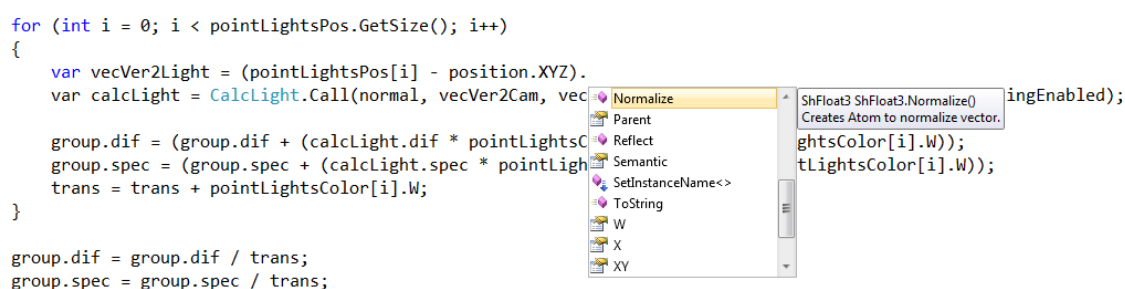 for (int i = 0; i < pointLightsPos.GetSize(); i++)
{
var vecVer2Light = (pointLightsPos[i] - position.XYZ).
var calcLight = CalcLight.Call(normal, vecVer2Cam, vec ingEnabled);
Normalize
Parent
Reflect
Semantic
SetInstanceName<>
ToString
W
X
XY
ShFloat3 ShFloat3.Normalize()
Creates Atom to normalize vector.
group.dif = (group.dif + (calcLight.dif * pointLightsC ghtsColor[i].W));
group.spec = (group.spec + (calcLight.spec * pointLigh tLightsColor[i].W));
trans = trans + pointLightsColor[i].W;
}
group.dif = group.dif / trans;
group.spec = group.spec / trans;